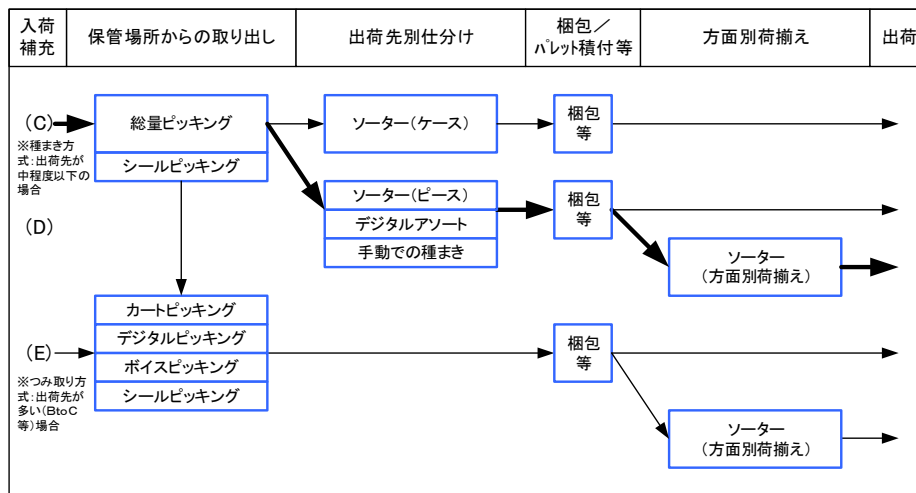 入荷
補充
保管場所からの取り出し
出荷先別仕分け
梱包／
パレット積付等
方面別荷揃え
出荷
(C)
※種まき方
式：出荷先が
中程度以下の
場合
総量ピッキング
シールピッキング
ソーター(ケース)
梱包
等
(D)
ソーター(ピース)
デジタルアソート
手動での種まき
梱包
等
ソーター
(方面別荷揃え)
(E)
※つみ取り方
式：出荷先が
多い(BtoC
等)場合
カートピッキング
デジタルピッキング
ボイスピッキング
シールピッキング
梱包
等
ソーター
(方面別荷揃え)